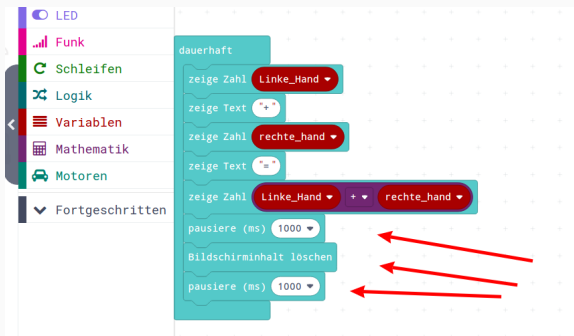 LED
Funk
Schleifen
Logik
Variablen
Mathematik
Motoren
Fortgeschritten
dauerhaft
zeige Zahl Linke_Hand
zeige Text "+"
zeige Zahl rechte_hand
zeige Text "="
zeige Zahl Linke_Hand + rechte_hand
pausiere (ms) 1000
Bildschirminhalt löschen
pausiere (ms) 1000